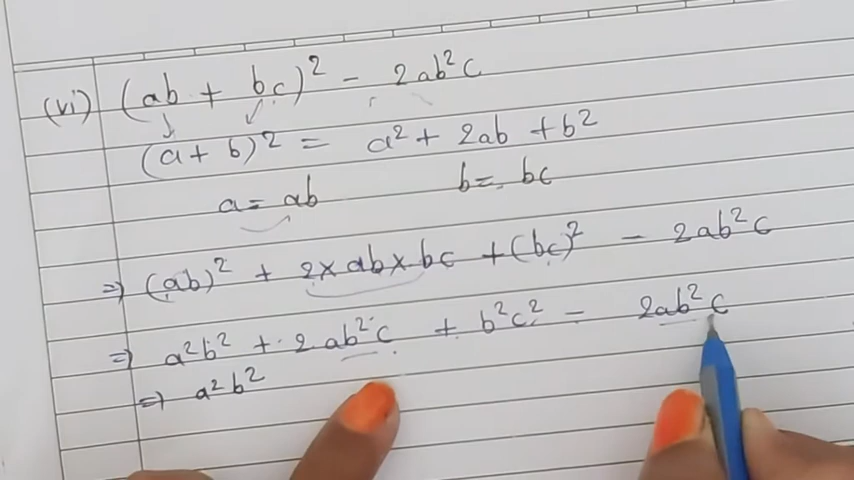 (vi) (ab + bc)² - 2ab²c
(a + b)² = a² + 2ab + b²
a = ab b = bc
⇒ (ab)² + 2×ab×bc + (bc)² - 2ab²c
⇒ a²b² + 2ab²c + b²c² - 2ab²c
⇒ a²b²